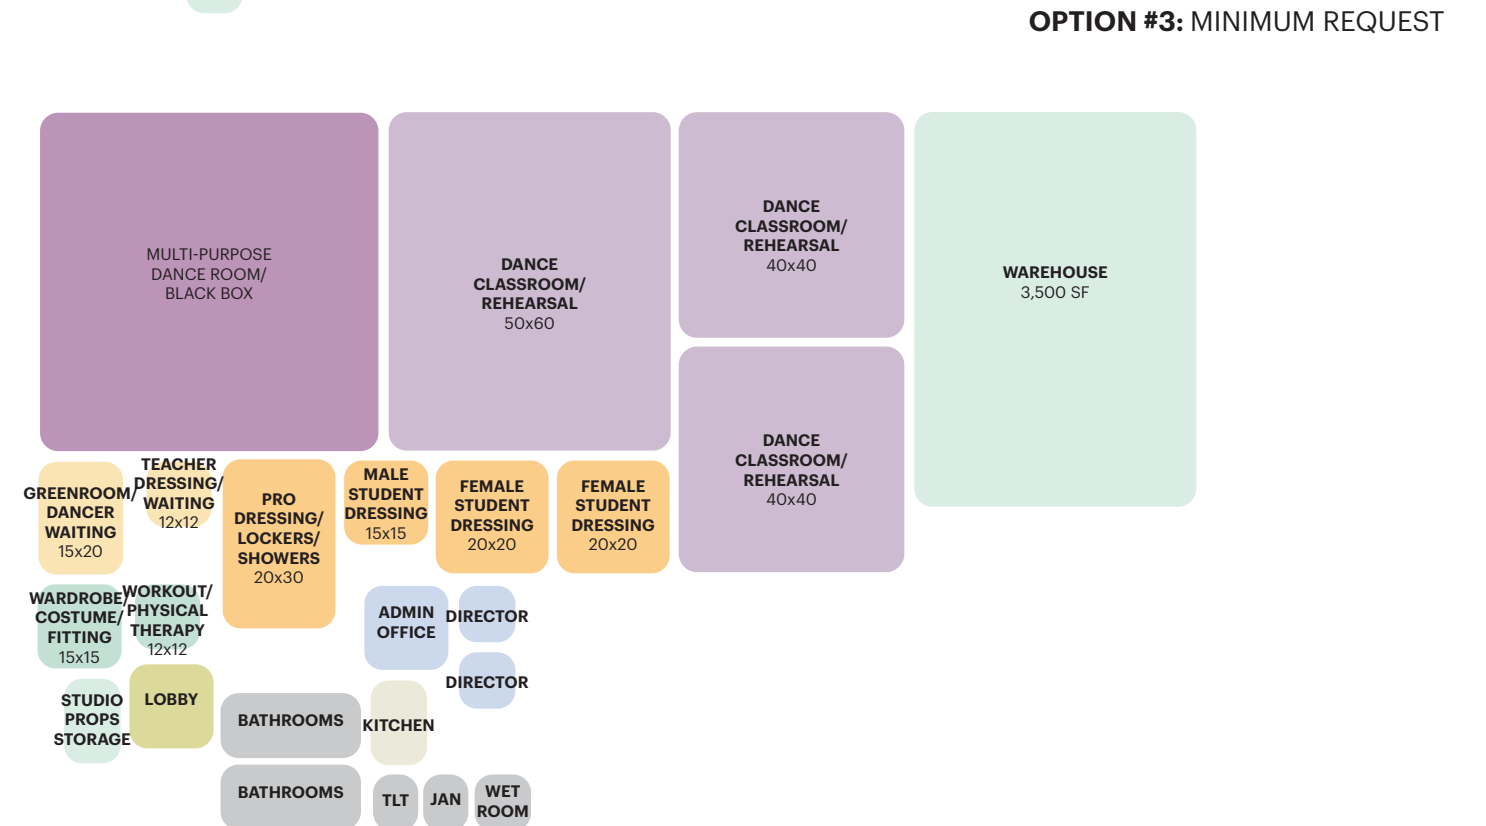 OPTION #3: MINIMUM REQUEST
MULTI-PURPOSE
DANCE ROOM/
BLACK BOX
DANCE
CLASSROOM/
REHEARSAL
50x60
DANCE
CLASSROOM/
REHEARSAL
40x40
WAREHOUSE
3,500 SF
DANCE
CLASSROOM/
REHEARSAL
40x40
GREENROOM/
DANCER
WAITING
15x20
TEACHER
DRESSING/
WAITING
12x12
PRO
DRESSING/
LOCKERS/
SHOWERS
20x30
MALE
STUDENT
DRESSING
15x15
FEMALE
STUDENT
DRESSING
20x20
FEMALE
STUDENT
DRESSING
20x20
WARDROBE/
COSTUME/
FITTING
15x15
WORKOUT/
PHYSICAL
THERAPY
12x12
ADMIN
OFFICE
DIRECTOR
DIRECTOR
STUDIO
PROPS
STORAGE
LOBBY
BATHROOMS
KITCHEN
BATHROOMS
TLT
JAN
WET
ROOM